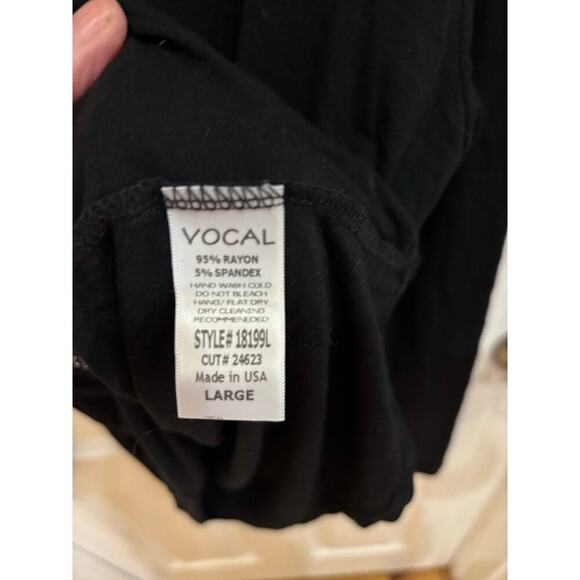 VOCAL
95% RAYON
5% SPANDEX
HAND WASH COLD
DO NOT BLEACH
HANG/ FLAT DRY
DRY CLEANING
RECOMMENEDED
STYLE# 18199L
CUT# 24623
Made in USA
LARGE